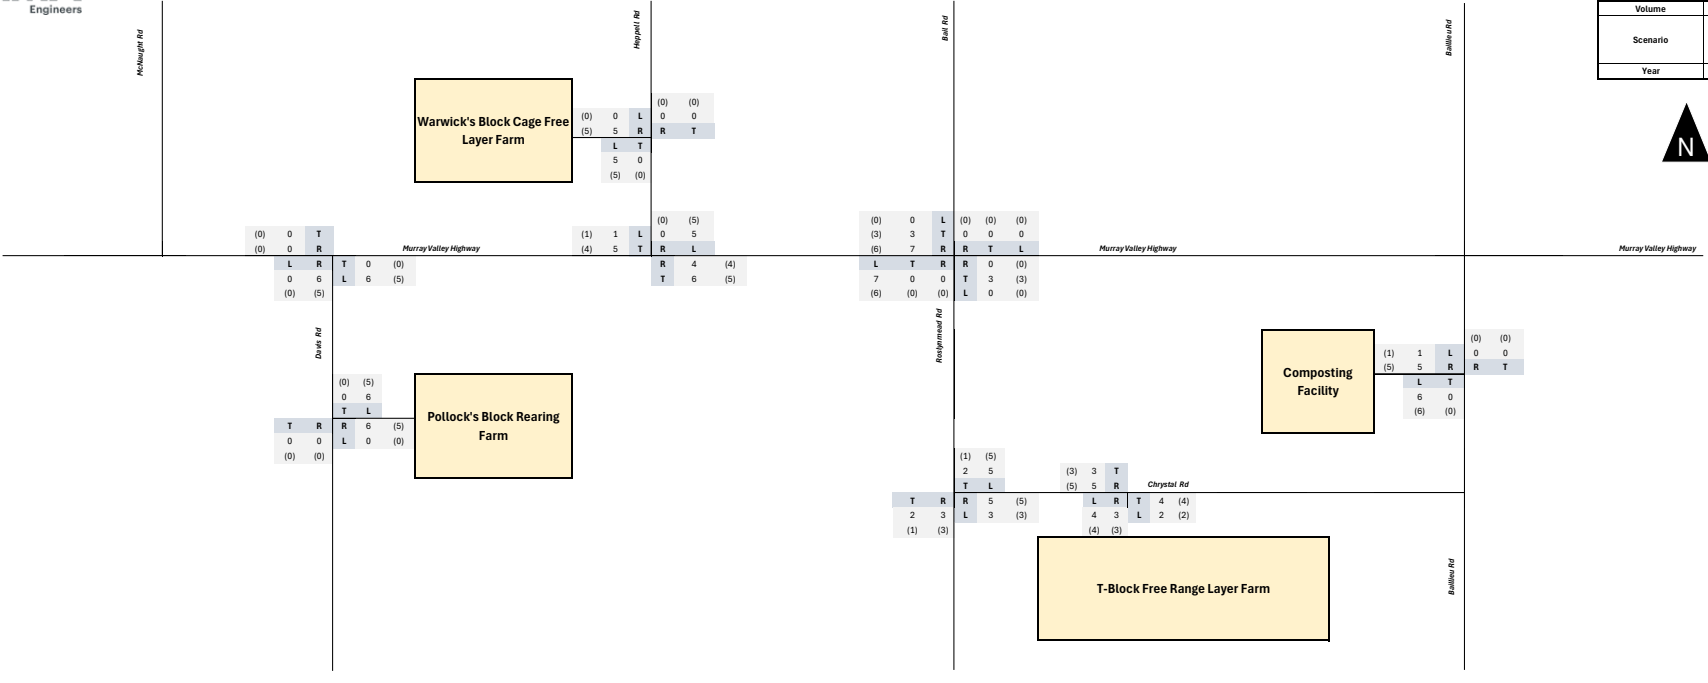 Engineers
Volume
Scenario
Year
McNaught Rd
Heppell Rd
Bail Rd
Baillieu Rd
N
Warwick's Block Cage Free
Layer Farm
(0) (0)
(0) 0 L 0 0
(5) 5 R R T
L T
5 0
(5) (0)
(0) 0 T
(0) 0 R
Murray Valley Highway
L R T 0 (0)
0 6 L 6 (5)
(0) (5)
(0) (5)
(1) 1 L 0 5
(4) 5 T R L
R 4 (4)
T 6 (5)
(0) 0 L (0) (0) (0)
(3) 3 T 0 0 0
(6) 7 R R T L
L T R R 0 (0)
7 0 0 T 3 (3)
(6) (0) (0) L 0 (0)
Murray Valley Highway
Murray Valley Highway
Davis Rd
Roslynmead Rd
(0) (5)
0 6
T L
T R R 6 (5)
0 0 L 0 (0)
(0) (0)
Pollock's Block Rearing
Farm
Composting
Facility
(0) (0)
(1) 1 L 0 0
(5) 5 R R T
L T
6 0
(6) (0)
(1) (5)
2 5
T L
T R R 5 (5)
2 3 L 3 (3)
(1) (3)
(3) 3 T
(5) 5 R
Chrystal Rd
L R T 4 (4)
4 3 L 2 (2)
(4) (3)
T-Block Free Range Layer Farm
Baillieu Rd